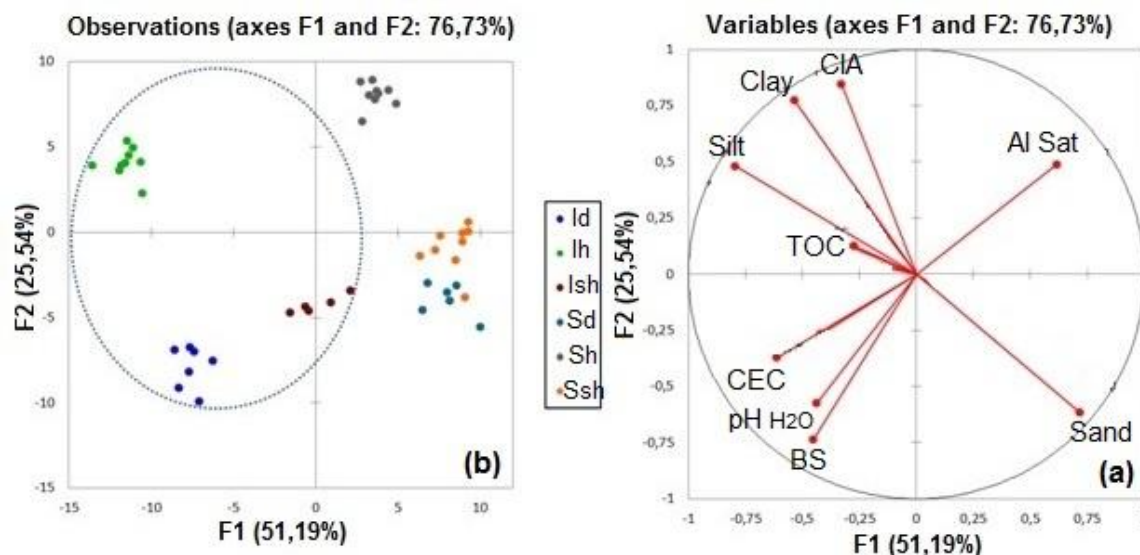 Observations (axes F1 and F2: 76,73%)
10
5
0
-5
-10
-15
F2 (25,54%)
-15
-10
-5
0
5
10
F1 (51,19%)
(b)
Id
Ih
Ish
Sd
Sh
Ssh
Variables (axes F1 and F2: 76,73%)
1
0,75
0,5
0,25
0
-0,25
-0,5
-0,75
-1
F2 (25,54%)
CIA
Clay
Silt
Al Sat
TOC
CEC
pH H2O
BS
Sand
(a)
-1
-0,75
-0,5
-0,25
0
0,25
0,5
0,75
F1 (51,19%)